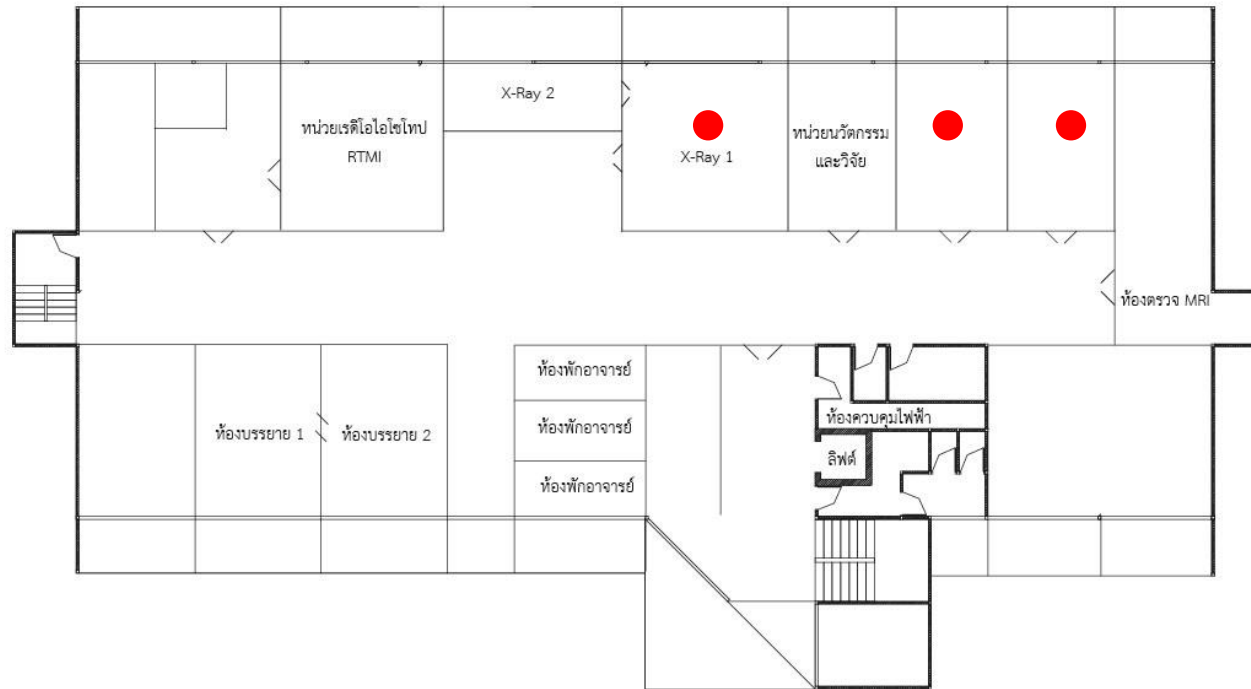 X-Ray 2
หน่วยเรดิโอไอโซโทป
RTMI
X-Ray 1
หน่วยนวัตกรรม
และวิจัย
ห้องตรวจ MRI
ห้องพักอาจารย์
ห้องพักอาจารย์
ห้องพักอาจารย์
ห้องบรรยาย 1
ห้องบรรยาย 2
ห้องควบคุมไฟฟ้า
ลิฟต์